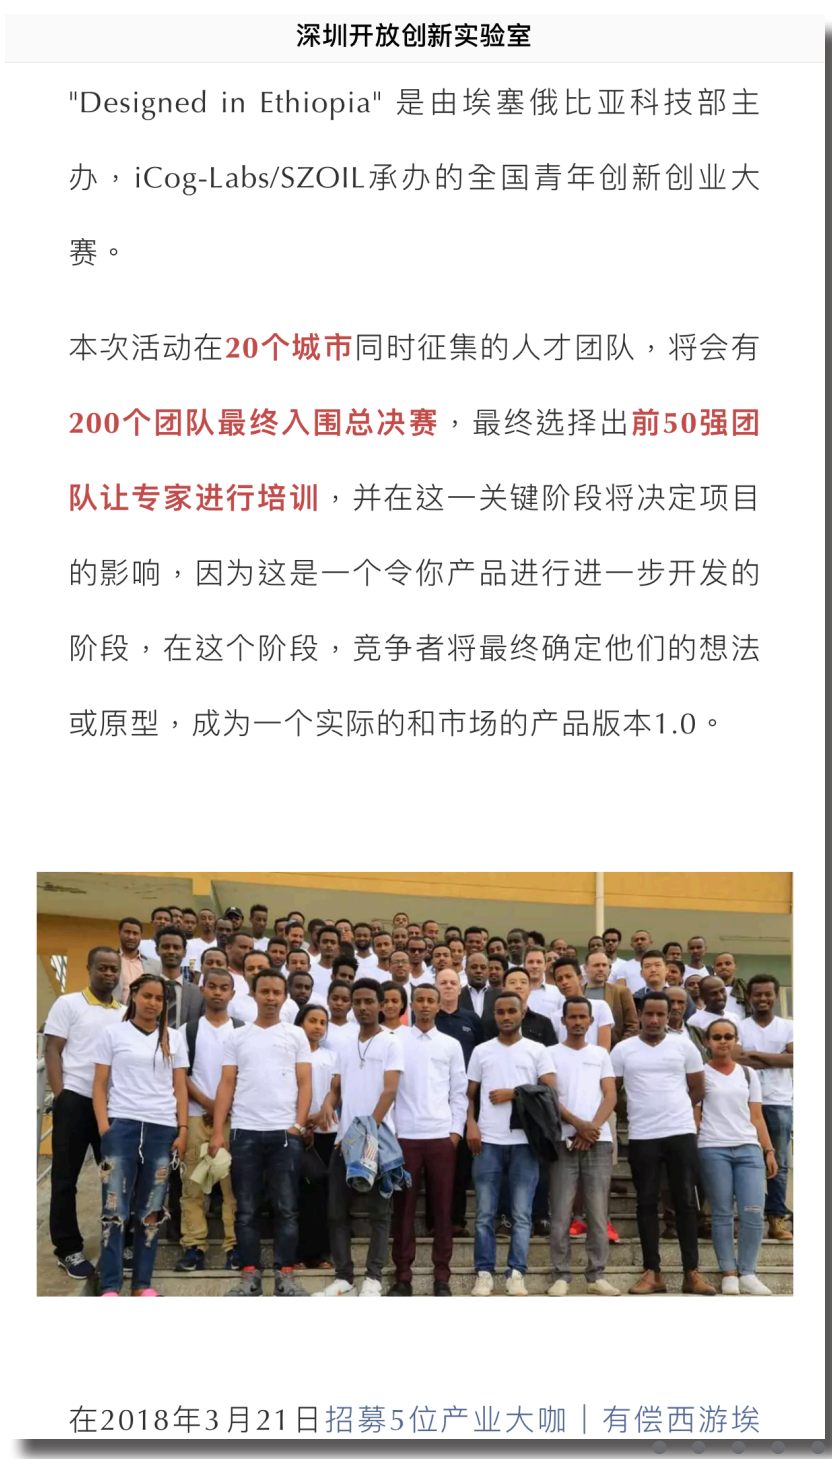 深圳开放创新实验室
"Designed in Ethiopia" 是由埃塞俄比亚科技部主
办，iCog-Labs/SZOIL承办的全国青年创新创业大
赛。
本次活动在20个城市同时征集的人才团队，将会有
200个团队最终入围总决赛，最终选择出前50强团
队让专家进行培训，并在这一关键阶段将决定项目
的影响，因为这是一个令你产品进行进一步开发的
阶段，在这个阶段，竞争者将最终确定他们的想法
或原型，成为一个实际的和市场的产品版本1.0。
在2018年3月21日招募5位产业大咖｜有偿西游埃